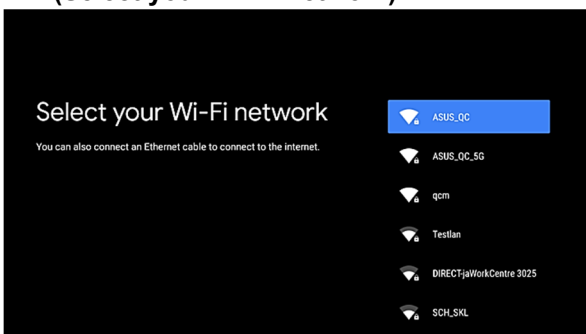 Select your Wi-Fi network
You can also connect an Ethernet cable to connect to the internet.
ASUS_QC
ASUS_QC_5G
qcm
Testlan
DIRECT-jaWorkCentre 3025
SCH_SKL